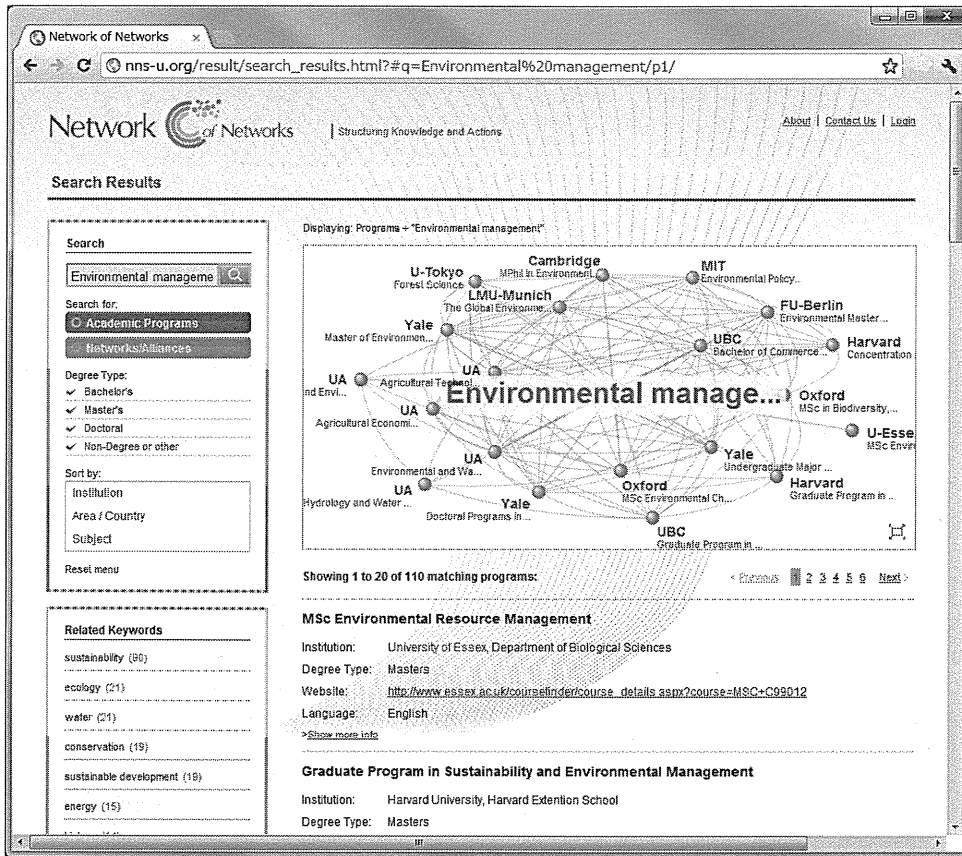 Network of Networks
nns-u.org/result/search_results.html?#q=Environmental%20management/p1/
Network of Networks | Structuring Knowledge and Actions
About | Contact Us | Login
Search Results
Search
Environmental manageme
Search for:
Academic Programs
Networks/Alliances
Degree Type:
Bachelor's
Master's
Doctoral
Non-Degree or other
Sort by:
Institution
Area / Country
Subject
Reset menu
Related Keywords
sustainability (90)
ecology (21)
water (21)
conservation (19)
sustainable development (19)
energy (15)
Displaying: Programs ÷ "Environmental management"
Cambridge
MPhil in Environment...
U-Tokyo
Forest Science
MIT
Environmental Policy...
LMU-Munich
The Global Environme...
FU-Berlin
Environmental Master...
Yale
Master of Environmen...
UBC
Bachelor of Commerce...
Harvard
Concentration
UA
Agricultural Technol...
UA
nd Envi...
Environmental manage...
Oxford
MSc in Biodiversity,...
UA
Agricultural Economi...
U-Esse
MSc Envir
UA
Environmental and Wa...
Yale
Undergraduate Major ...
UA
Hydrology and Water ...
Yale
Doctoral Programs in...
Oxford
MSc Environmental Ch...
Harvard
Graduate Program in ...
UBC
Graduate Program in ...
Showing 1 to 20 of 110 matching programs:
< Previous 1 2 3 4 5 6 Next >
MSc Environmental Resource Management
Institution: University of Essex, Department of Biological Sciences
Degree Type: Masters
Website: http://www.essex.ac.uk/coursefinder/course_details.aspx?course=MSC+C99012
Language: English
>Show more info
Graduate Program in Sustainability and Environmental Management
Institution: Harvard University, Harvard Extention School
Degree Type: Masters